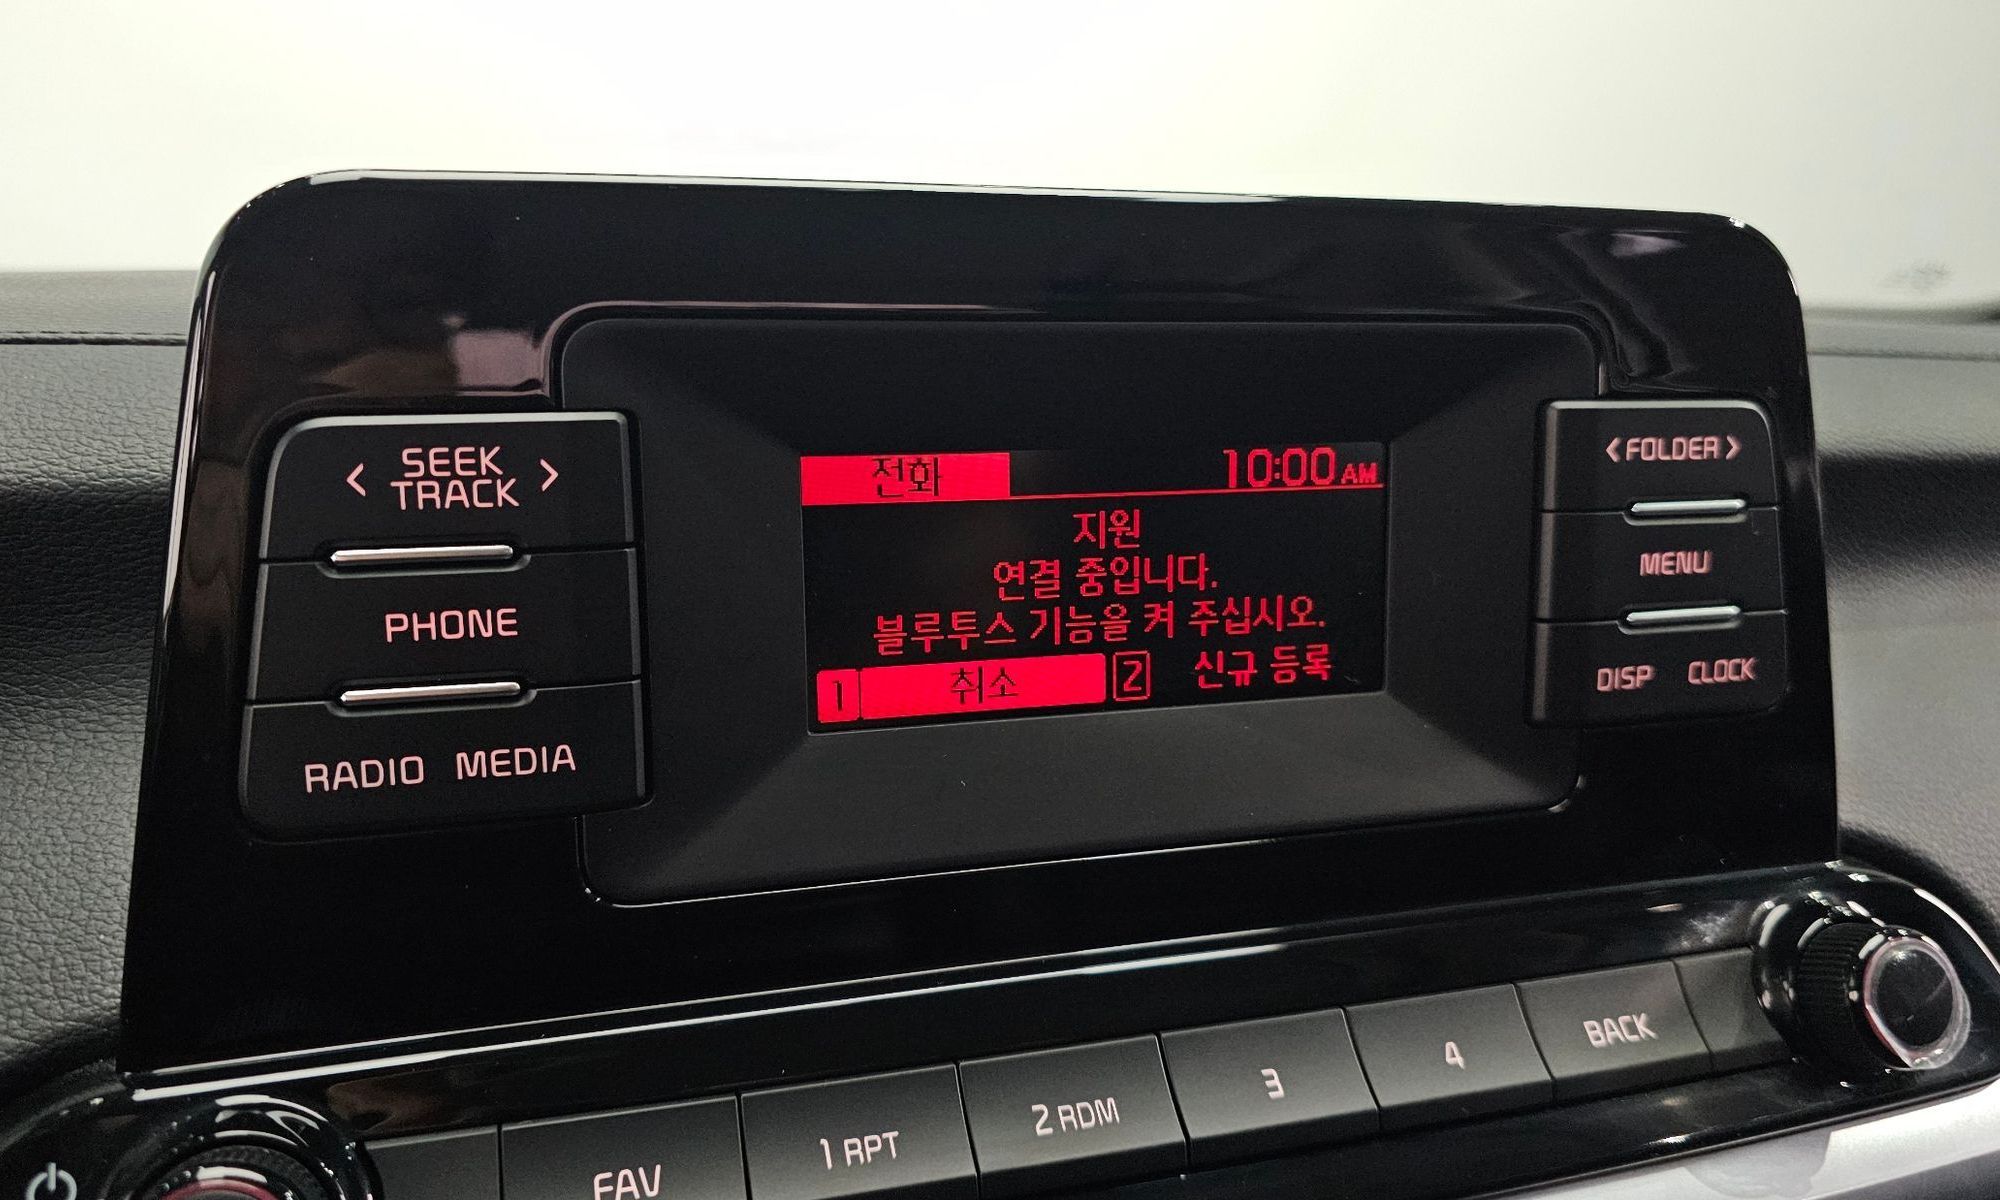 전화 10:00 AM
지원
연결 중입니다.
블루투스 기능을 켜 주십시오.
1 취소 2 신규 등록
< SEEK TRACK >
PHONE
RADIO MEDIA
< FOLDER >
MENU
DISP CLOCK
FAV 1 RPT 2 RDM 3 4 BACK